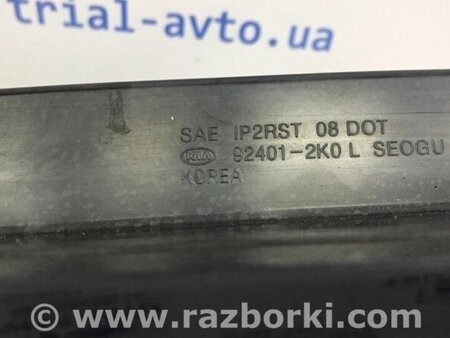 trial-avto.ua
SAE IP2RST 08 DOT
KIA 92401-2K0 L SEOGU
KOREA
© www.razborki.com